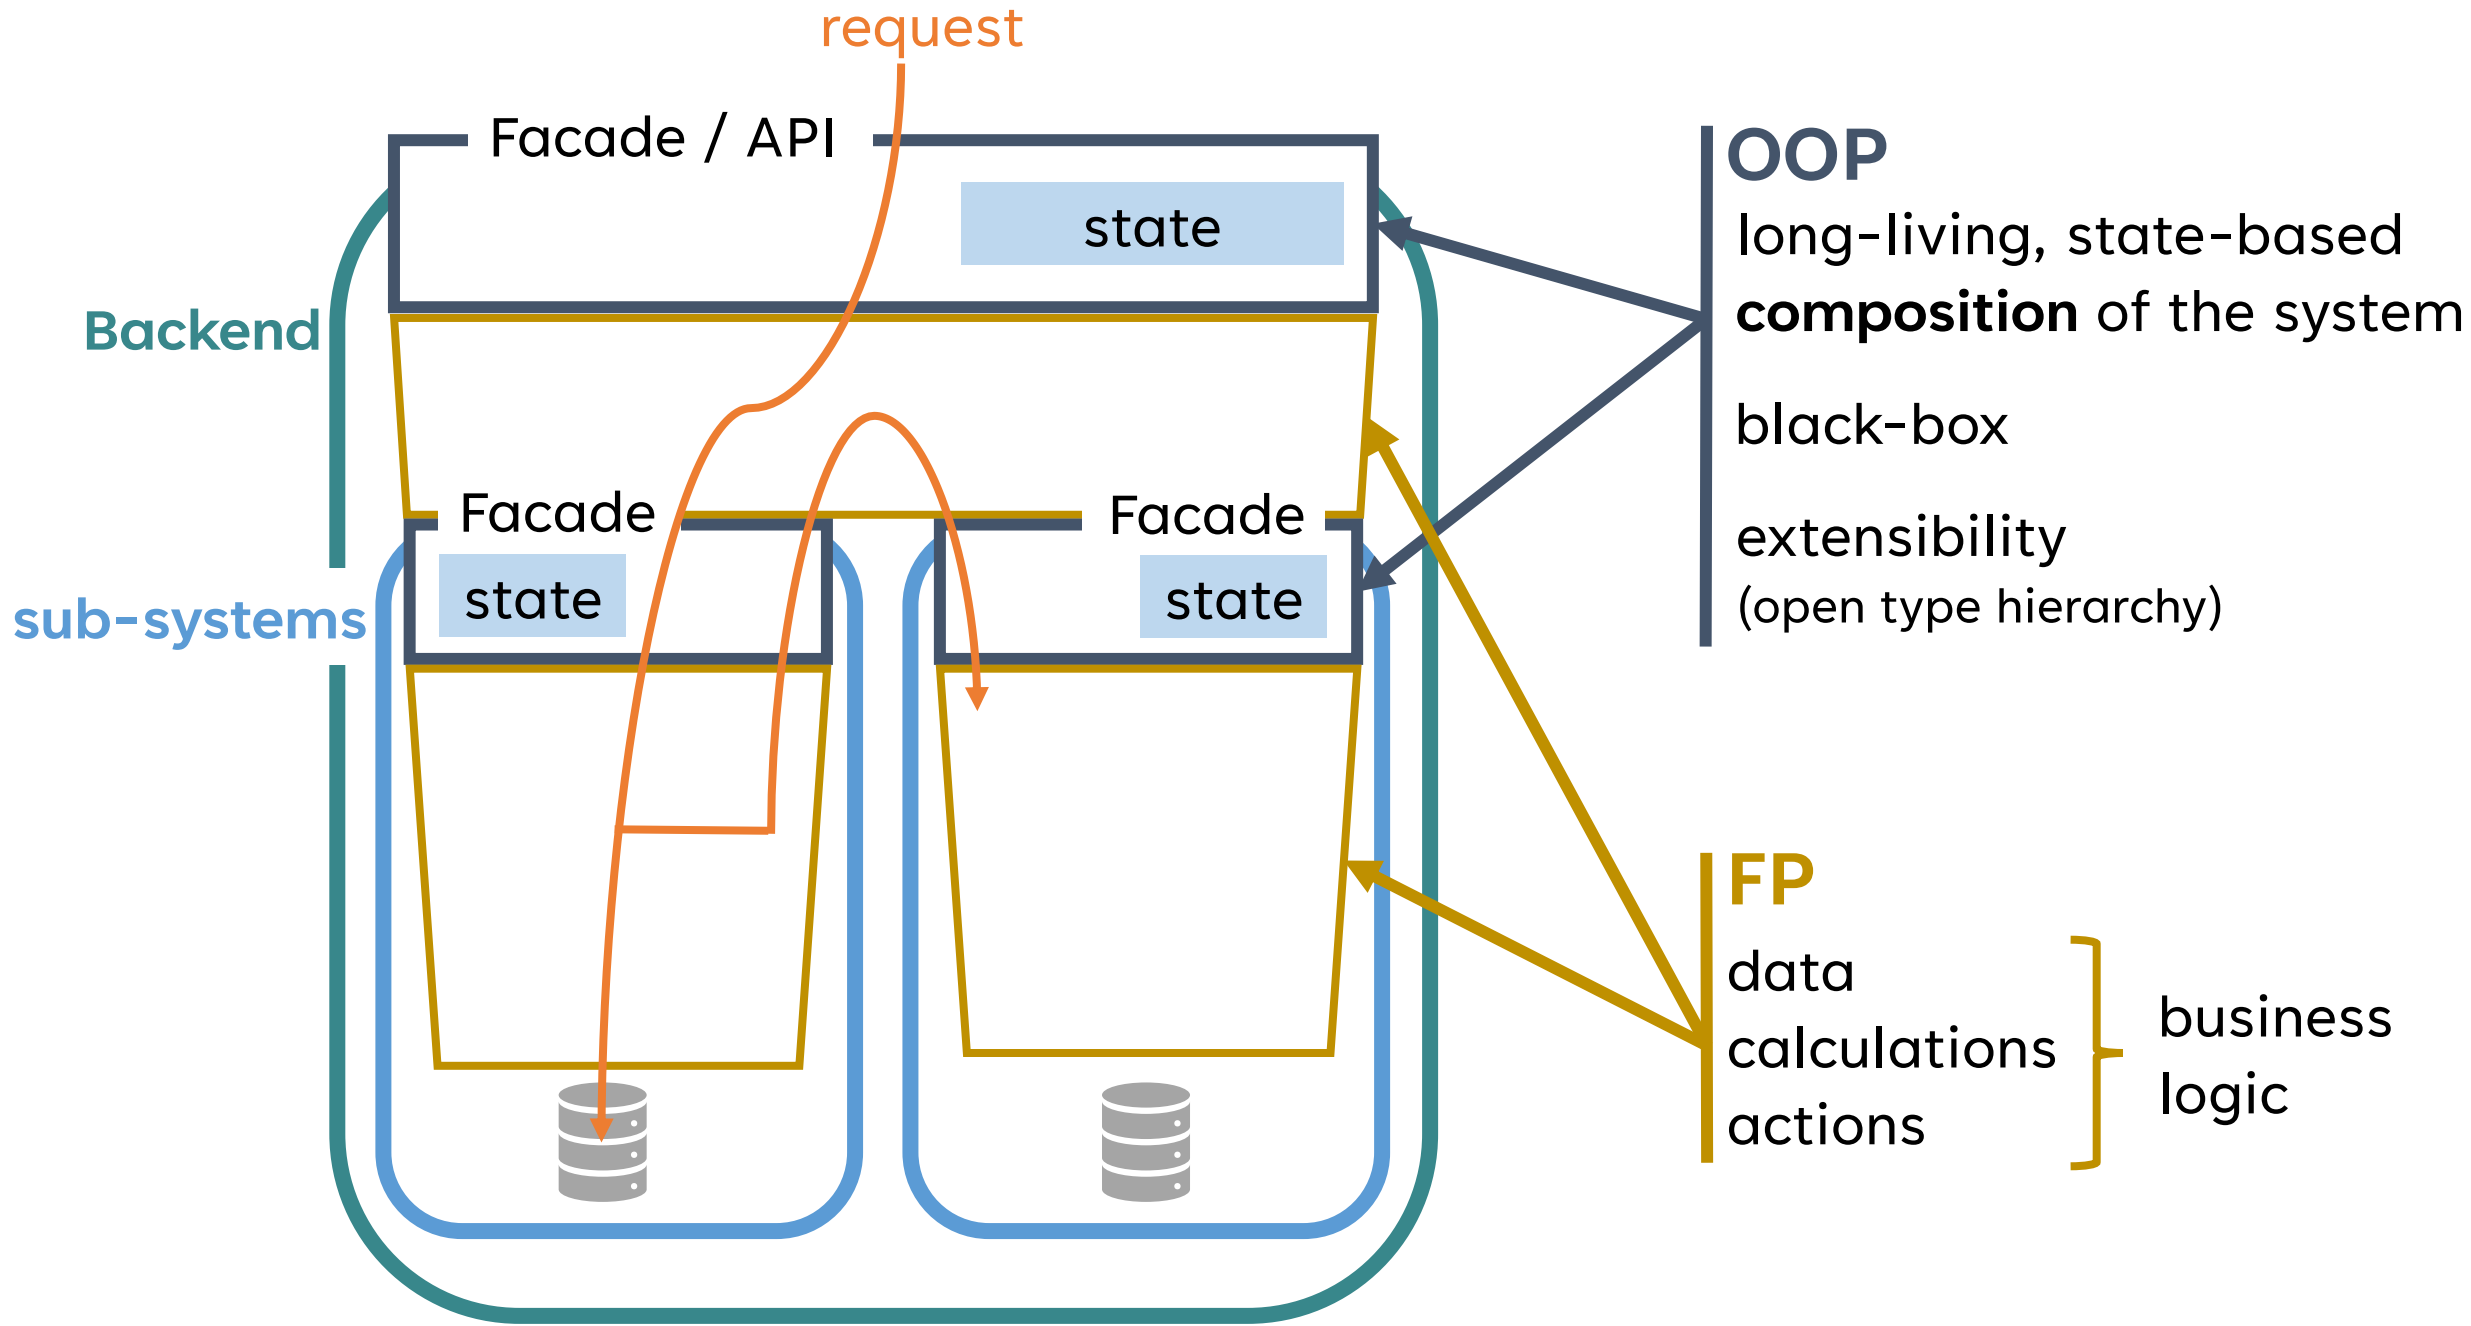 request
Facade / API
state
Backend
Facade
Facade
state
state
sub-systems
OOP
long-living, state-based
composition of the system
black-box
extensibility
(open type hierarchy)
FP
data
calculations
actions
business
logic